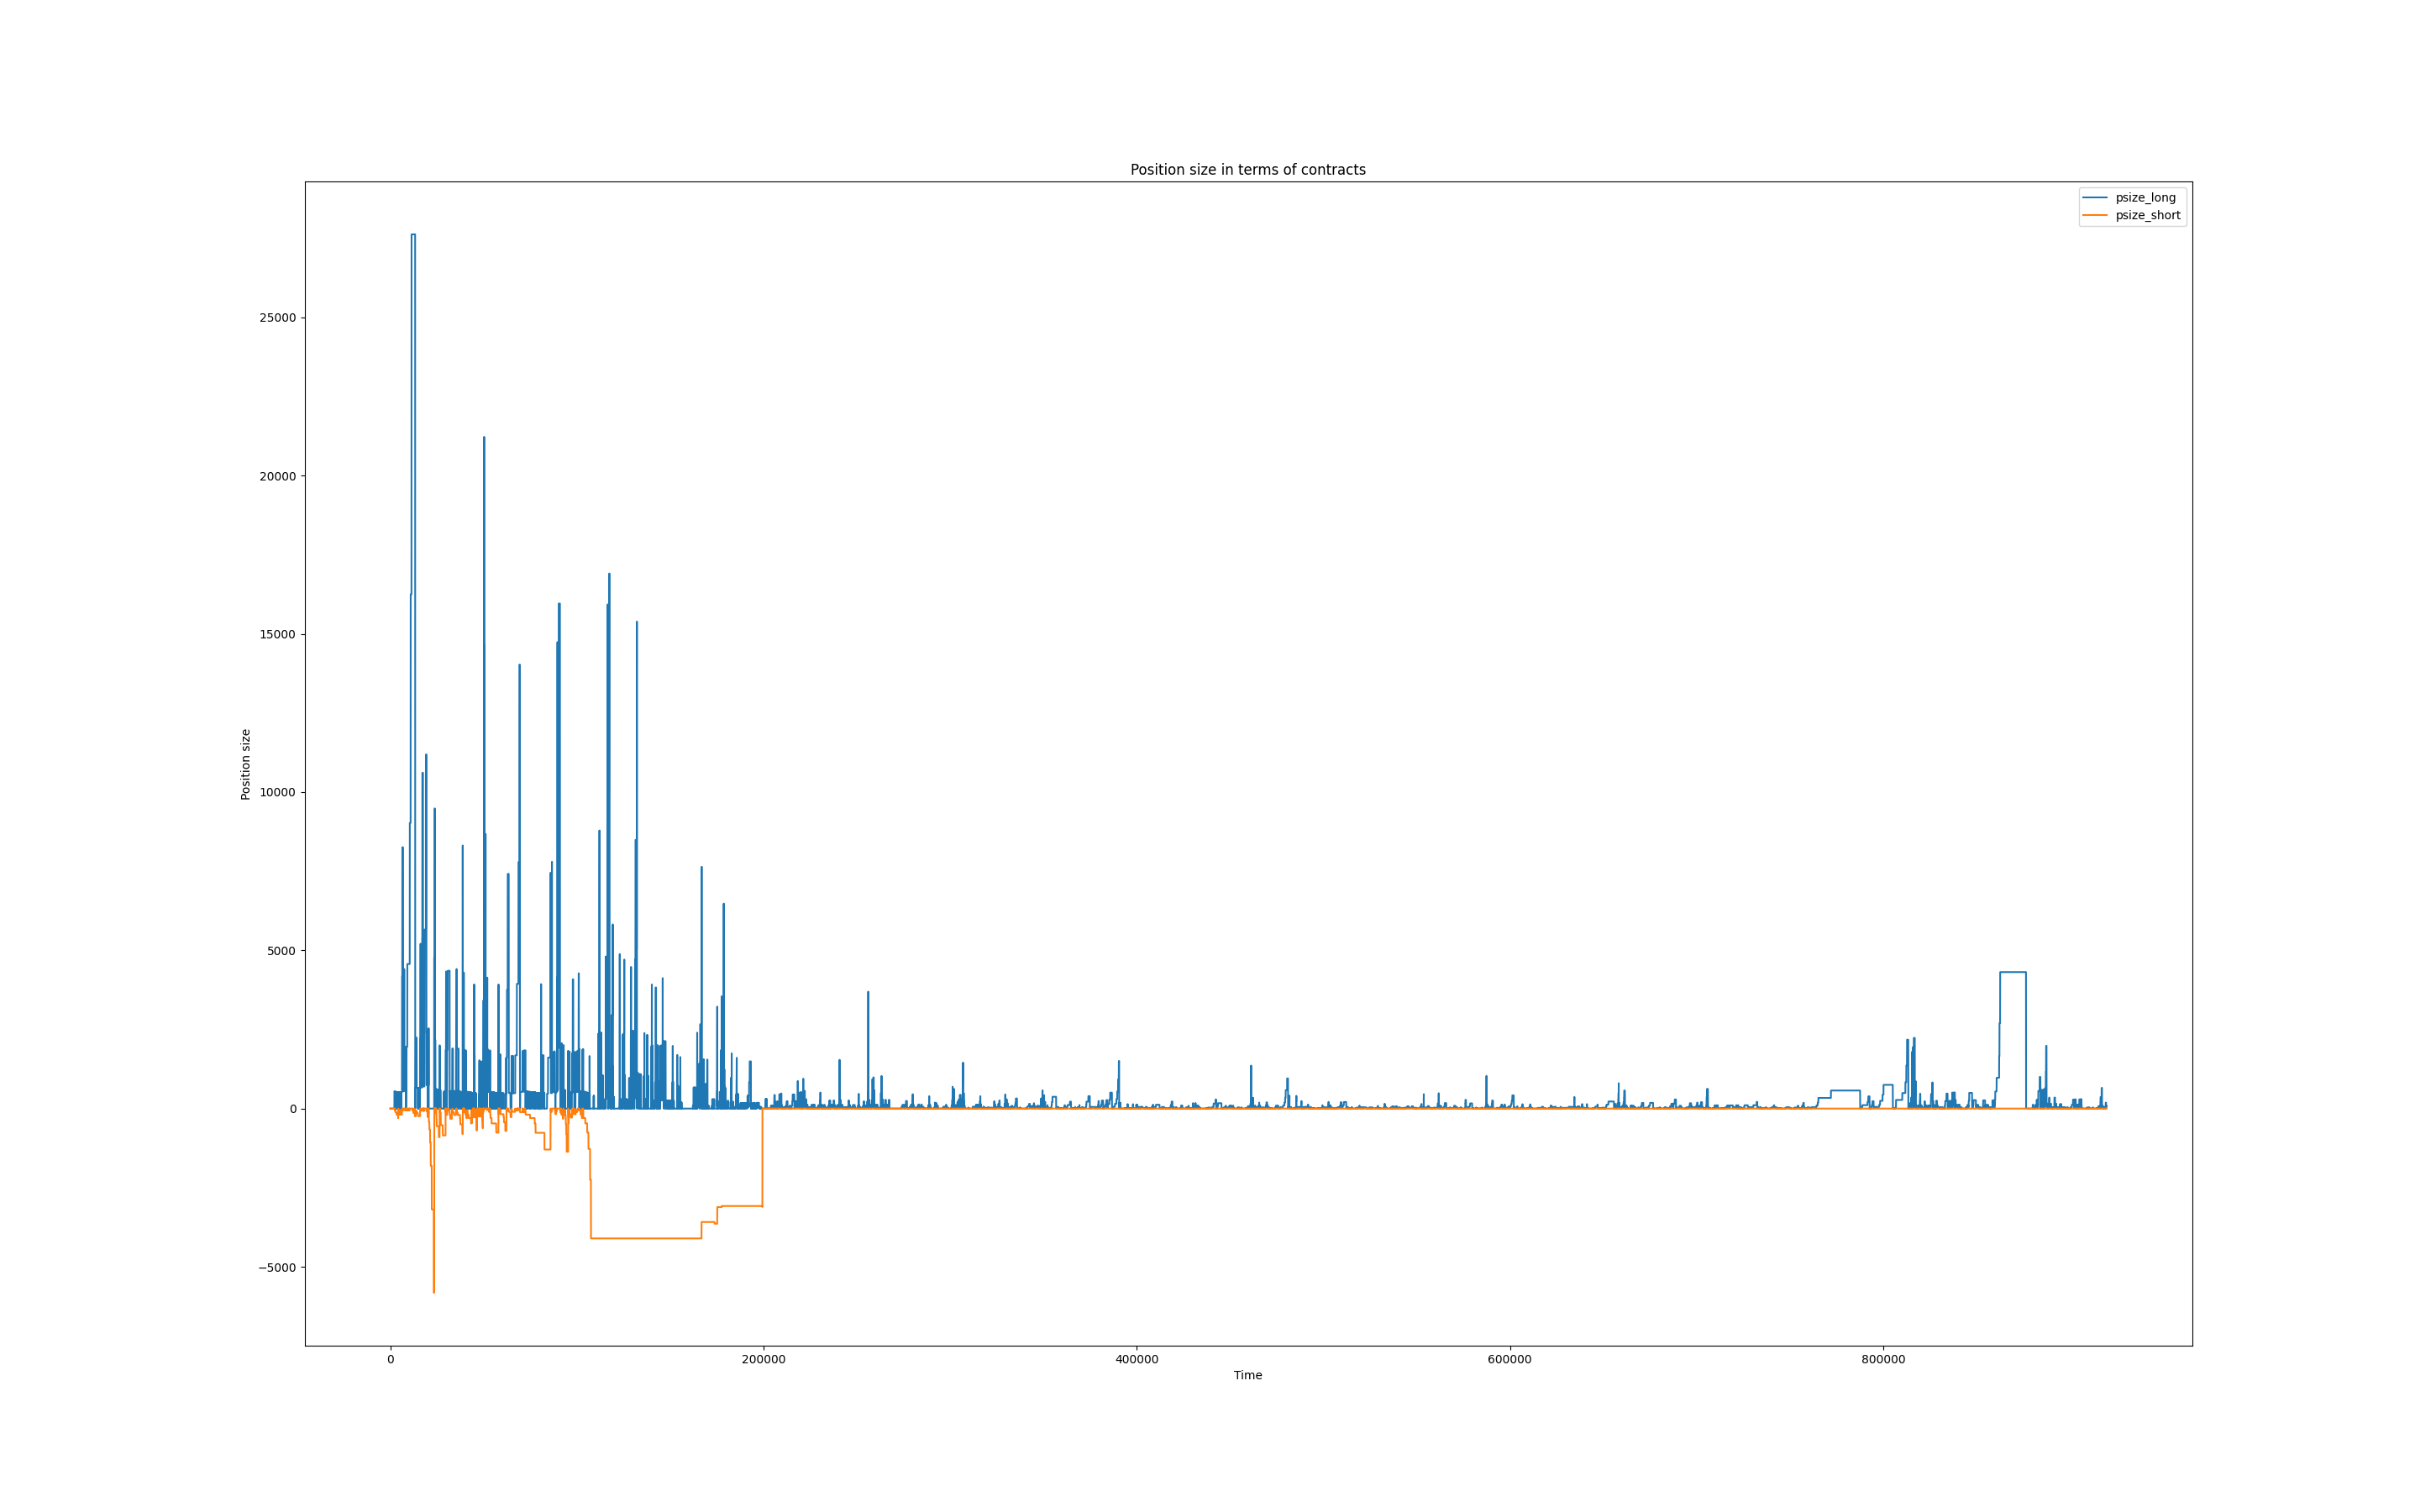 Position size in terms of contracts
psize_long
psize_short
Position size
25000
20000
15000
10000
5000
0
−5000
0
200000
400000
600000
800000
Time